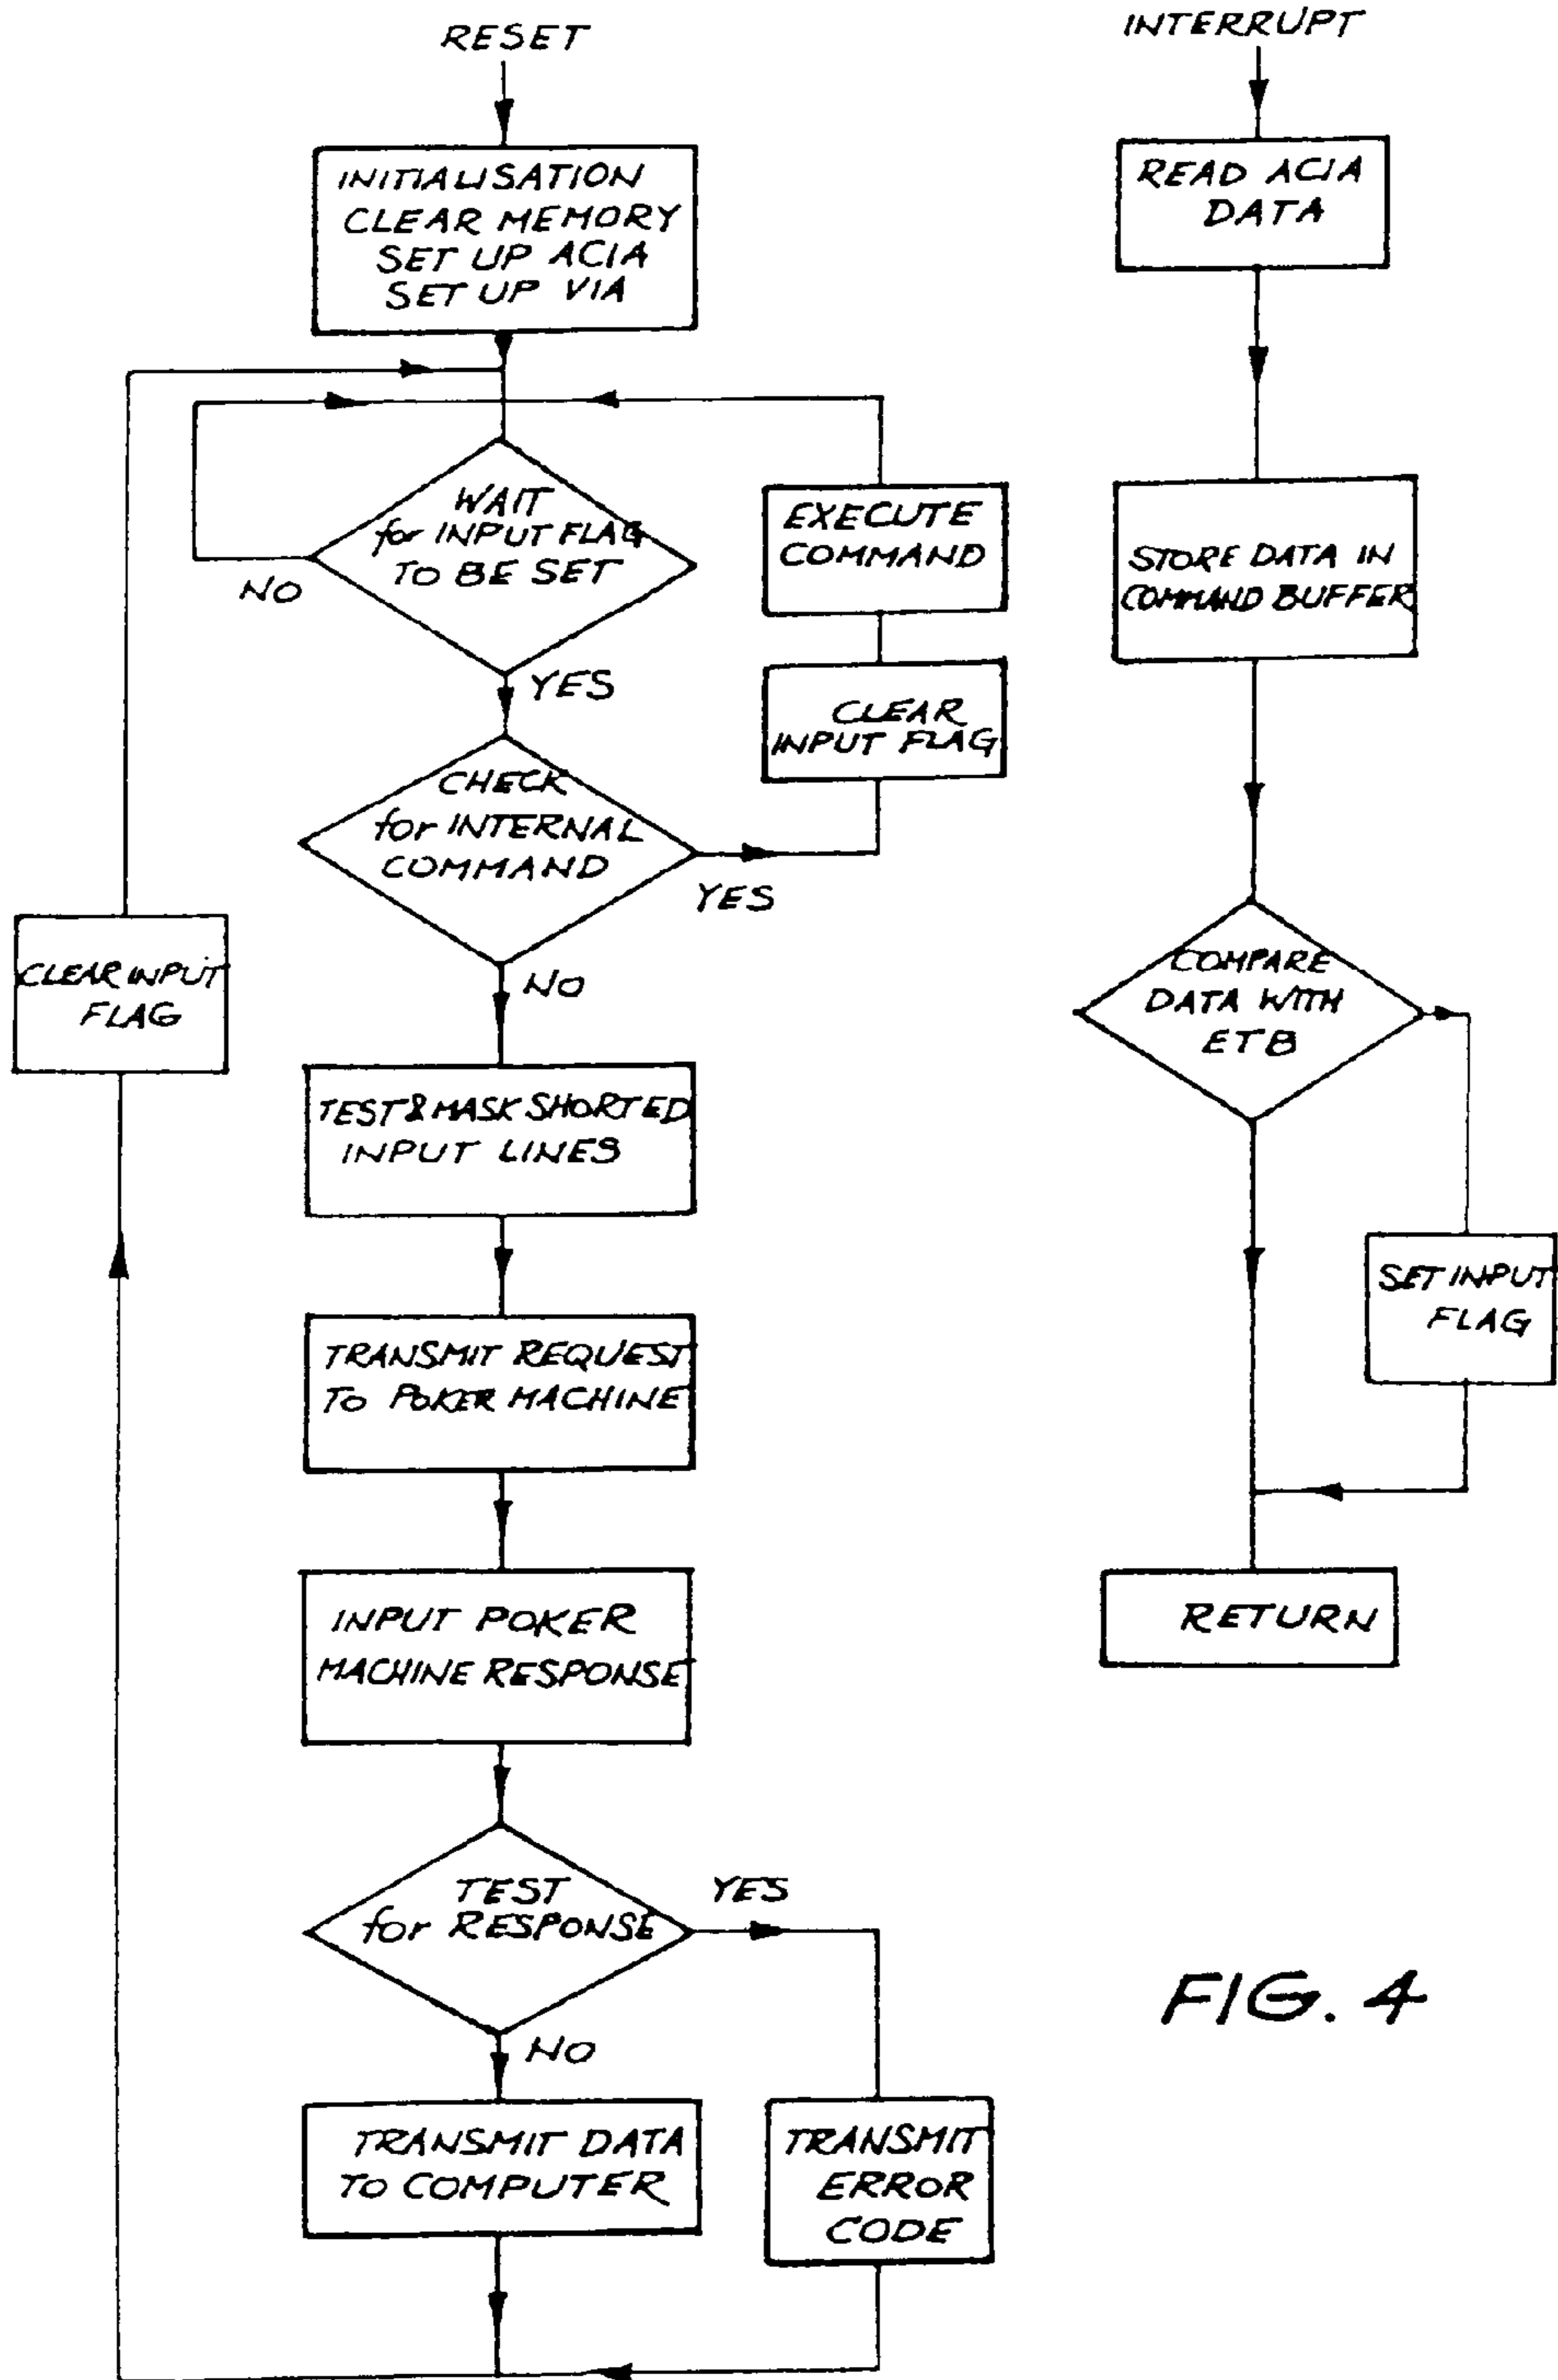 RESET
INITIALISATION
CLEAR MEMORY
SET UP ACIA
SET UP VIA
WAIT
for INPUT FLAG
TO BE SET
NO
YES
EXECUTE
COMMAND
CLEAR
INPUT FLAG
CHECK
for INTERNAL
COMMAND
YES
NO
CLEAR INPUT
FLAG
TEST & MASK SHORTED
INPUT LINES
TRANSMIT REQUEST
TO POKER MACHINE
INPUT POKER
MACHINE RESPONSE
TEST
for RESPONSE
YES
NO
TRANSMIT DATA
TO COMPUTER
TRANSMIT
ERROR
CODE
INTERRUPT
READ ACIA
DATA
STORE DATA IN
COMMAND BUFFER
COMPARE
DATA WITH
ETB
SET INPUT
FLAG
RETURN
FIG. 4